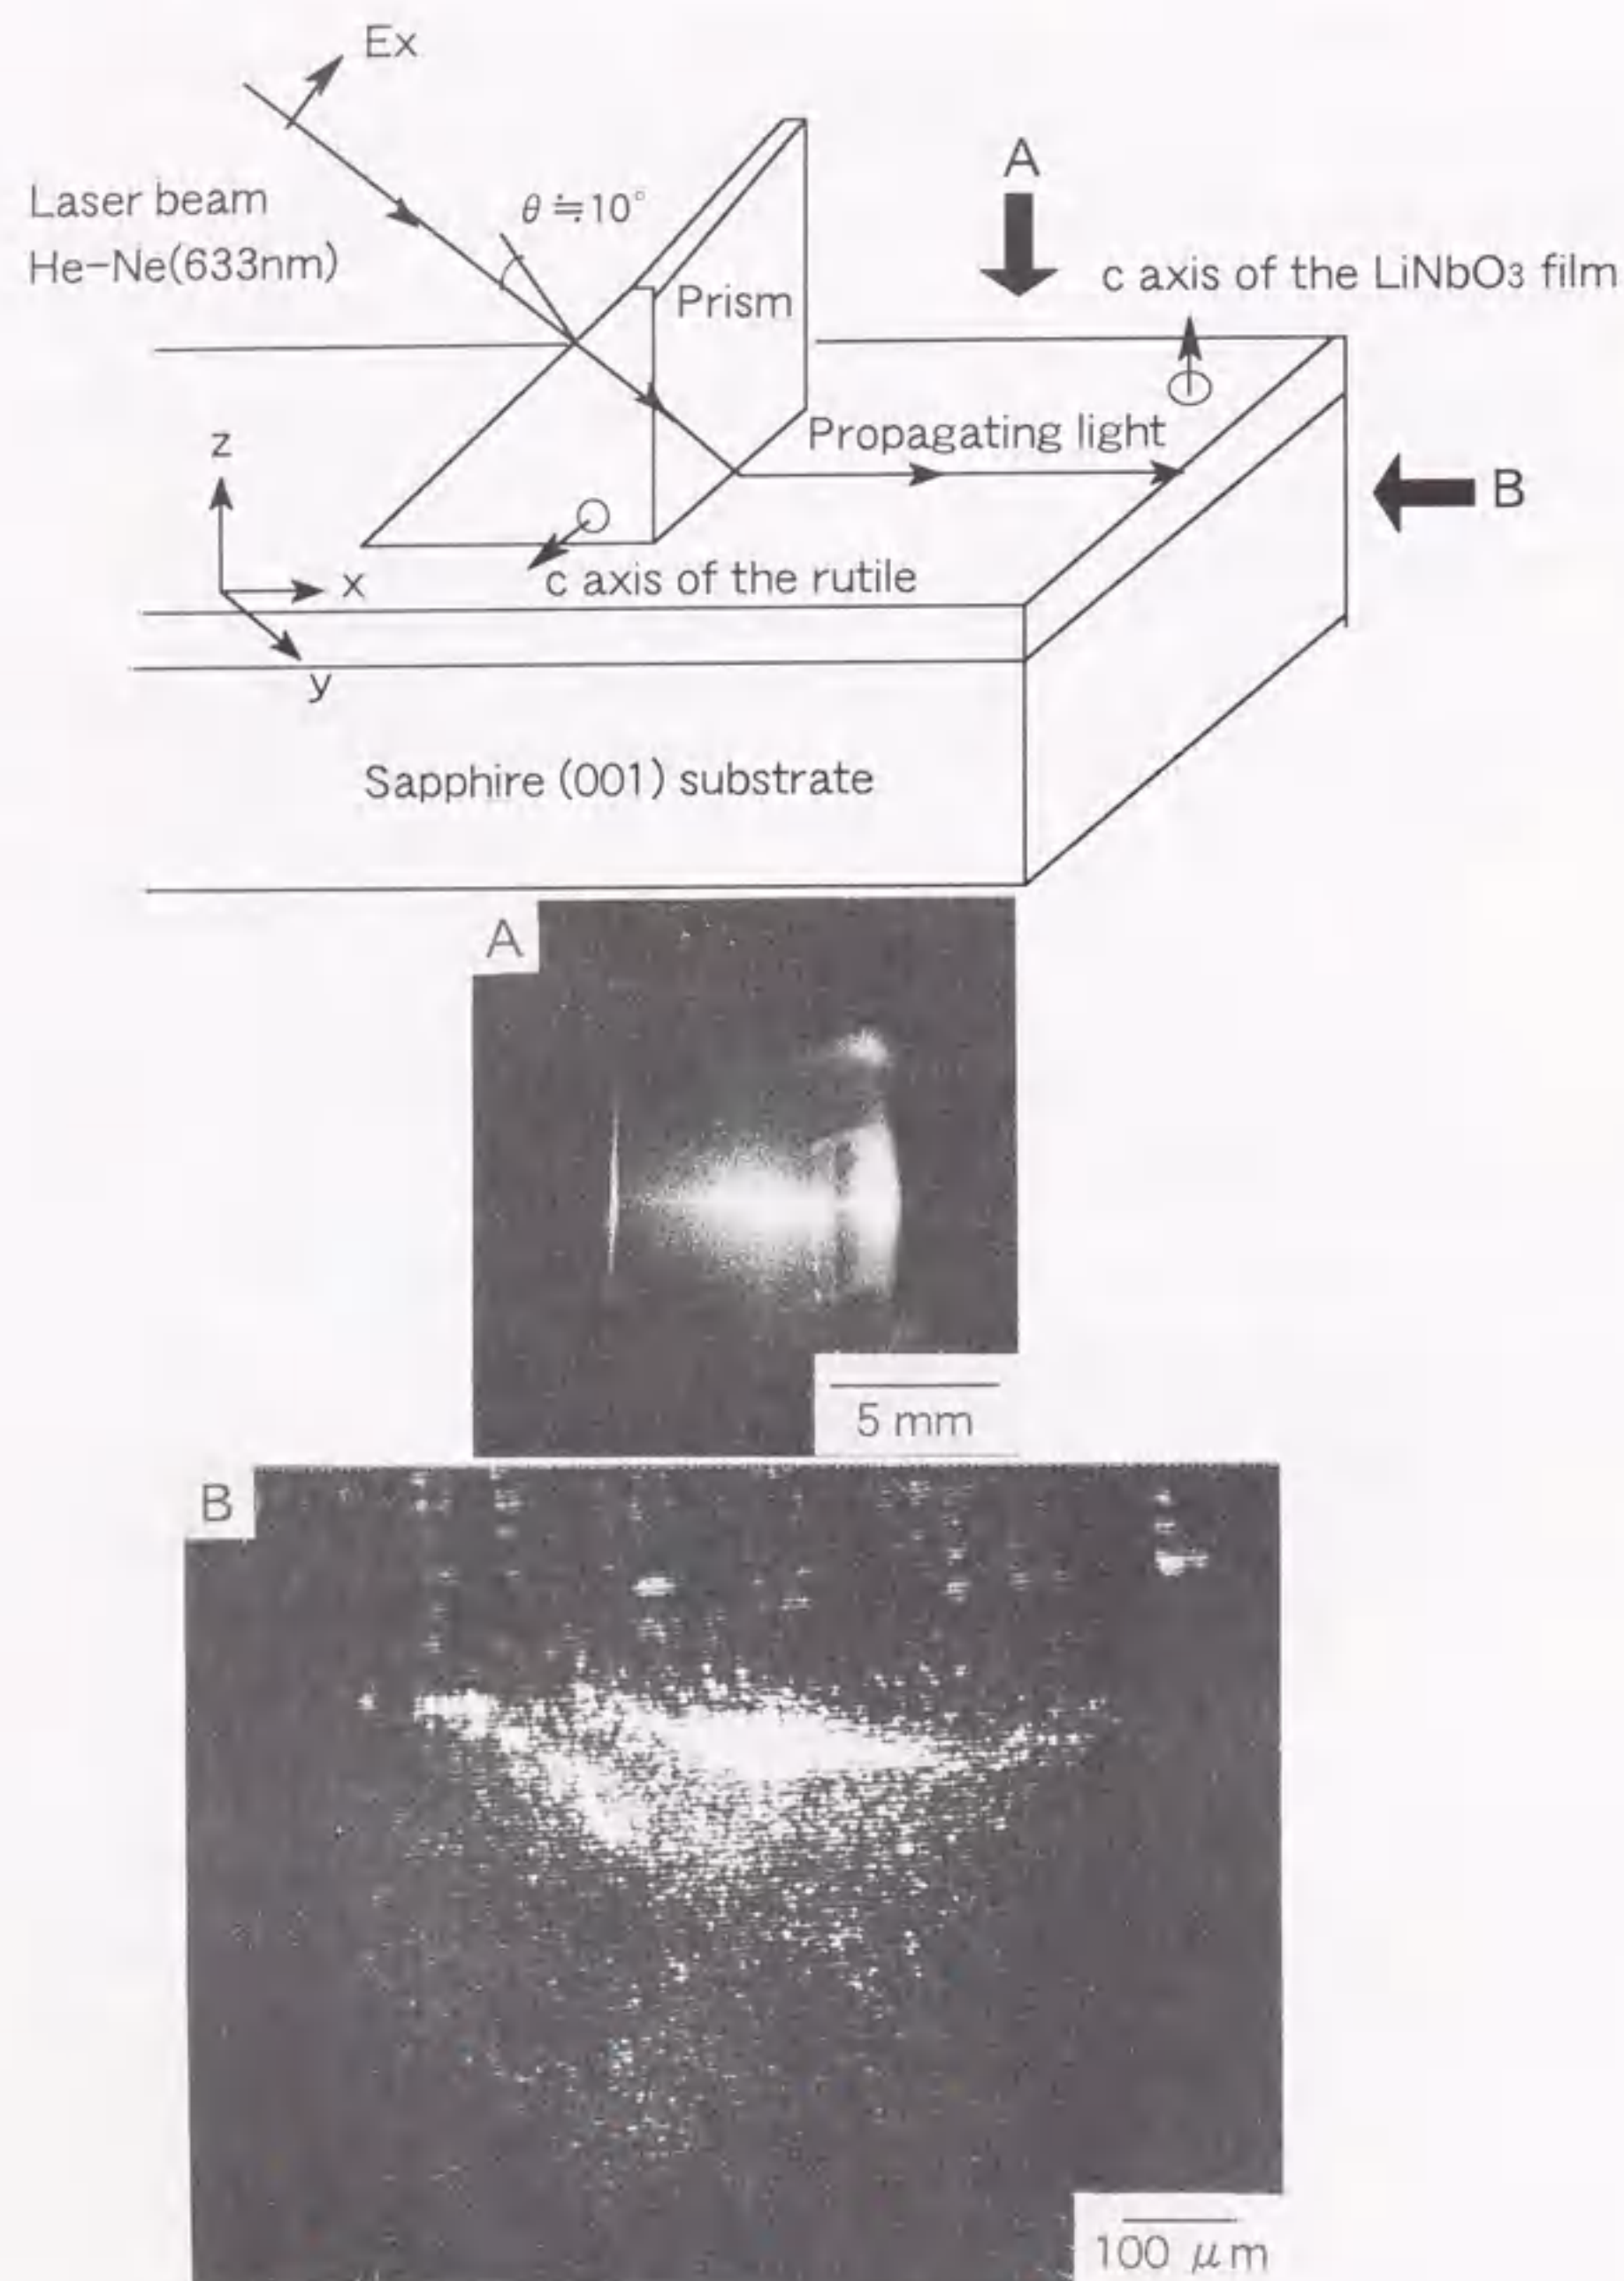 Ex
Laser beam
He-Ne(633nm)
θ≒10°
Prism
A
c axis of the LiNbO3 film
Propagating light
B
z
x
y
c axis of the rutile
Sapphire (001) substrate
A
5 mm
B
100 μm